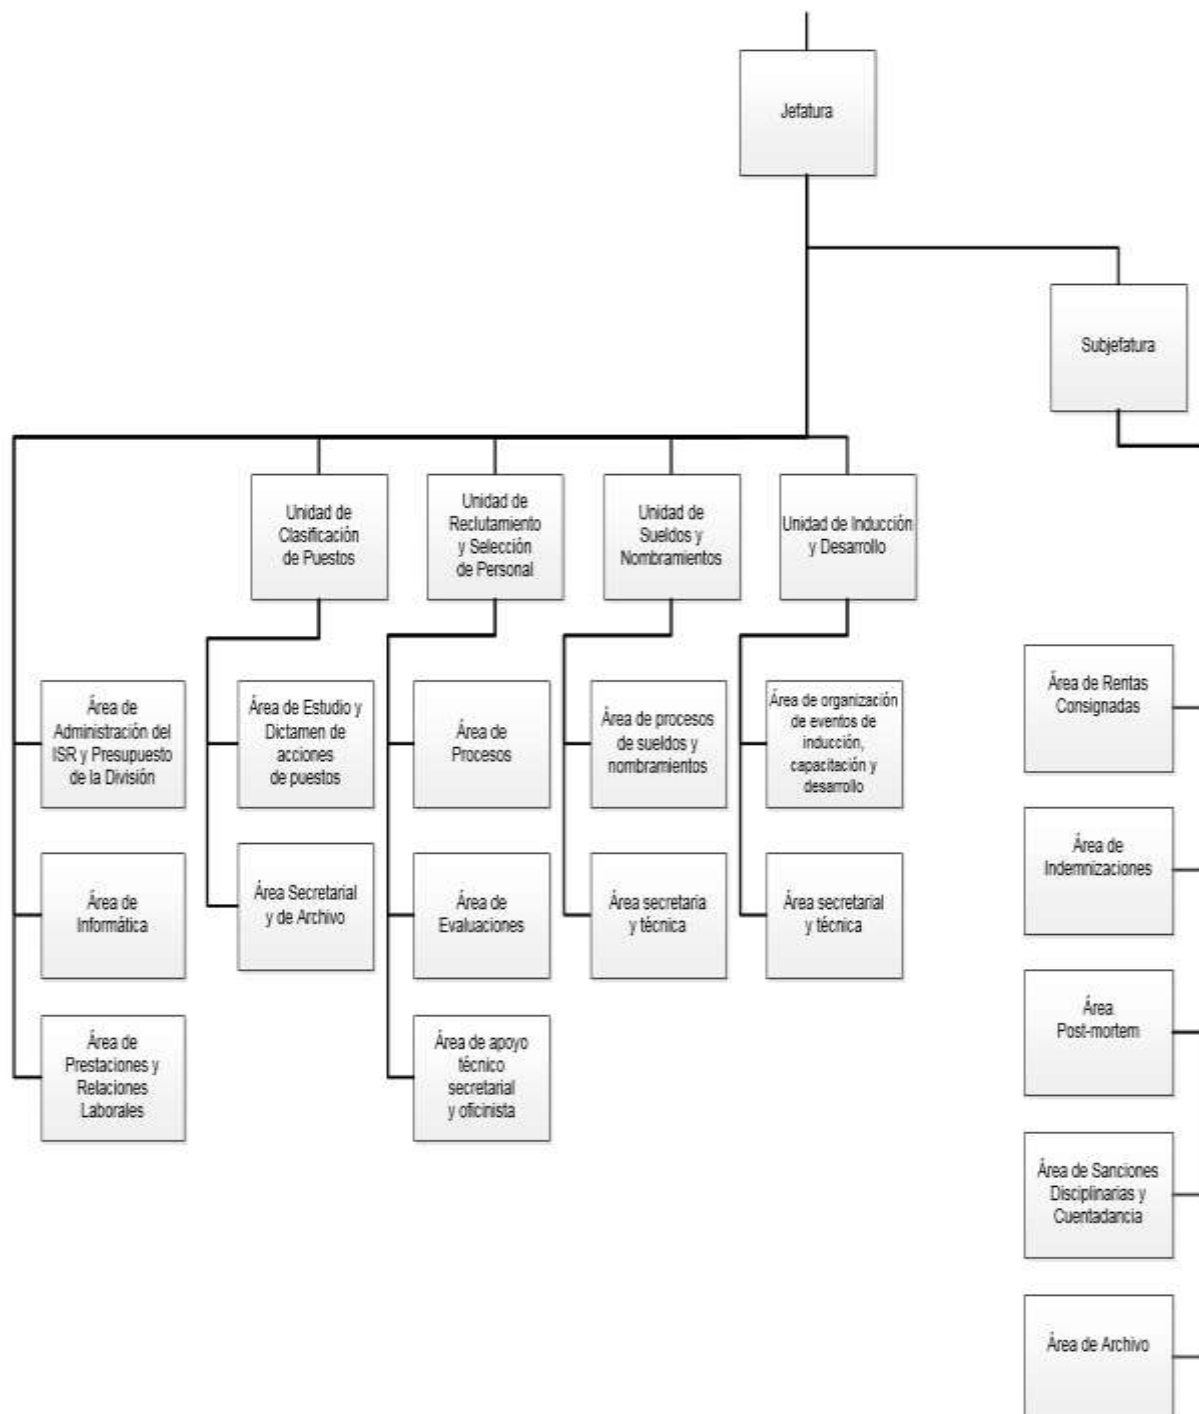 Jefatura
Subjefatura
Unidad de
Clasificación
de Puestos
Unidad de
Reclutamiento
y Selección
de Personal
Unidad de
Sueldos y
Nombramientos
Unidad de Inducción
y Desarrollo
Área de
Administración del
ISR y Presupuesto
de la División
Área de Estudio y
Dictamen de
acciones
de puestos
Área de
Procesos
Área de procesos
de sueldos y
nombramientos
Área de organización
de eventos de
inducción,
capacitación y
desarrollo
Área de Rentas
Consignadas
Área de
Informática
Área Secretarial
y de Archivo
Área de
Evaluaciones
Área secretaria
y técnica
Área secretarial
y técnica
Área de
Indemnizaciones
Área de
Prestaciones y
Relaciones
Laborales
Área de apoyo
técnico
secretarial
y oficinista
Área
Post-mortem
Área de Sanciones
Disciplinarias y
Cuentadancia
Área de Archivo